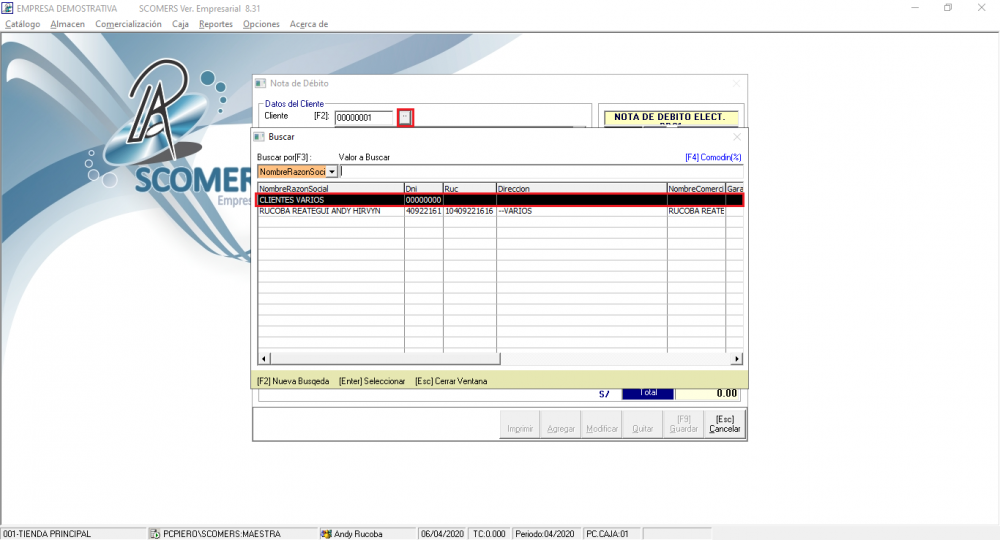 EMPRESA DEMOSTRATIVA SCOMERS Ver. Empresarial 8.31
Catálogo Almacen Comercialización Caja Reportes Opciones Acerca de
Nota de Débito
Datos del Cliente
Cliente [F2]: 00000001 ..
NOTA DE DEBITO ELECT.
Buscar
Buscar por[F3] : Valor a Buscar [F4] Comodin(%)
NombreRazonSoci
NombreRazonSocial Dni Ruc Direccion NombreComerci Gara
CLIENTES VARIOS 00000000
RUCOBA REATEGUI ANDY HIRVYN 40922161 10409221616 --VARIOS RUCOBA REATE
SCOMER
Empres
[F2] Nueva Busqeda [Enter] Seleccionar [Esc] Cerrar Ventana
S/ Total 0.00
Imprimir Agregar Modificar Quitar [F9] Guardar [Esc] Cancelar
001-TIENDA PRINCIPAL PCPIERO\SCOMERS:MAESTRA Andy Rucoba 06/04/2020 TC:0.000 Periodo:04/2020 PC.CAJA:01